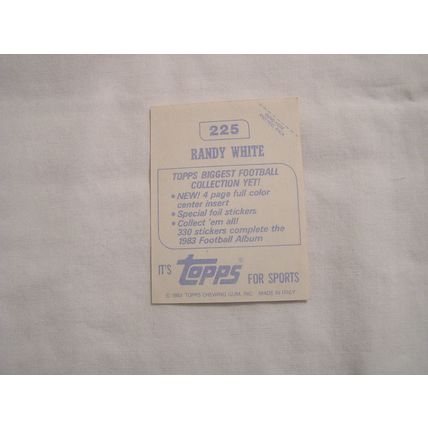 225
RANDY WHITE
TOPPS BIGGEST FOOTBALL
COLLECTION YET!
• NEW! 4 page full color
center insert
• Special foil stickers
• Collect 'em all!
330 stickers complete the
1983 Football Album
IT'S Topps® FOR SPORTS
TOPPS CHEWING GUM, INC. MADE IN ITALY